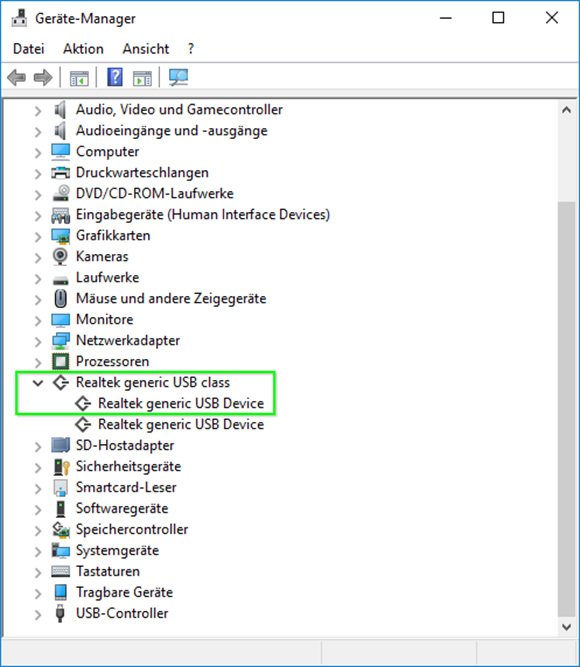 Geräte-Manager
Datei Aktion Ansicht ?
Audio, Video und Gamecontroller
Audioeingänge und -ausgänge
Computer
Druckwarteschlangen
DVD/CD-ROM-Laufwerke
Eingabegeräte (Human Interface Devices)
Grafikkarten
Kameras
Laufwerke
Mäuse und andere Zeigegeräte
Monitore
Netzwerkadapter
Prozessoren
Realtek generic USB class
Realtek generic USB Device
Realtek generic USB Device
SD-Hostadapter
Sicherheitsgeräte
Smartcard-Leser
Softwaregeräte
Speichercontroller
Systemgeräte
Tastaturen
Tragbare Geräte
USB-Controller